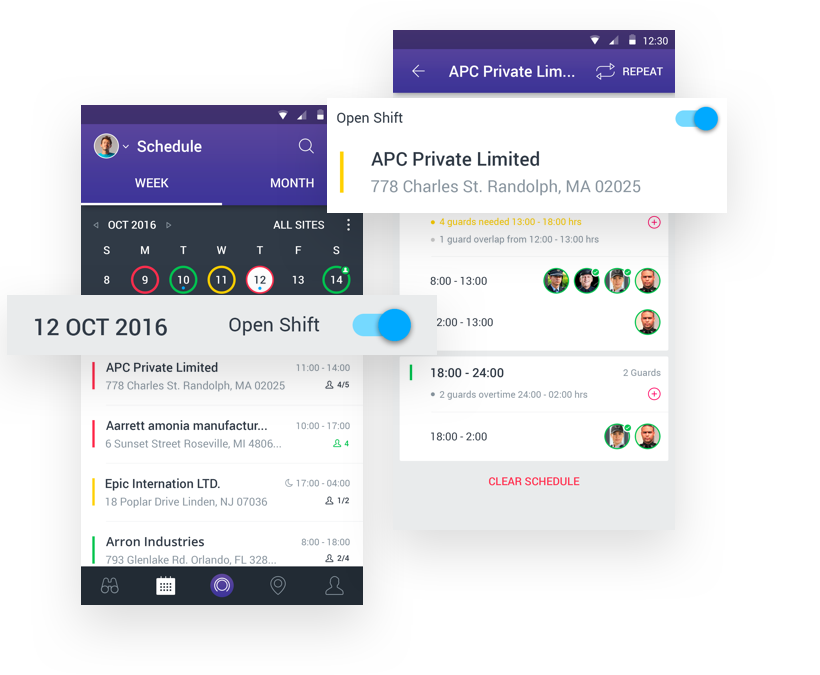 12:30
APC Private Lim...
REPEAT
Open Shift
APC Private Limited
778 Charles St. Randolph, MA 02025
4 guards needed 13:00 - 18:00 hrs
1 guard overlap from 12:00 - 13:00 hrs
8:00 - 13:00
2:00 - 13:00
18:00 - 24:00
2 Guards
2 guards overtime 24:00 - 02:00 hrs
18:00 - 2:00
CLEAR SCHEDULE
Schedule
WEEK MONTH
OCT 2016 ALL SITES
S M T W T F S
8 9 10 11 12 13 14
12 OCT 2016 Open Shift
APC Private Limited 11:00 - 14:00
778 Charles St. Randolph, MA 02025 4/5
Aarrett amonia manufactur... 10:00 - 17:00
6 Sunset Street Roseville, MI 4806... 4
Epic Internation LTD. 17:00 - 04:00
18 Poplar Drive Linden, NJ 07036 1/2
Arron Industries 8:00 - 18:00
793 Glenlake Rd. Orlando, FL 328... 2/4